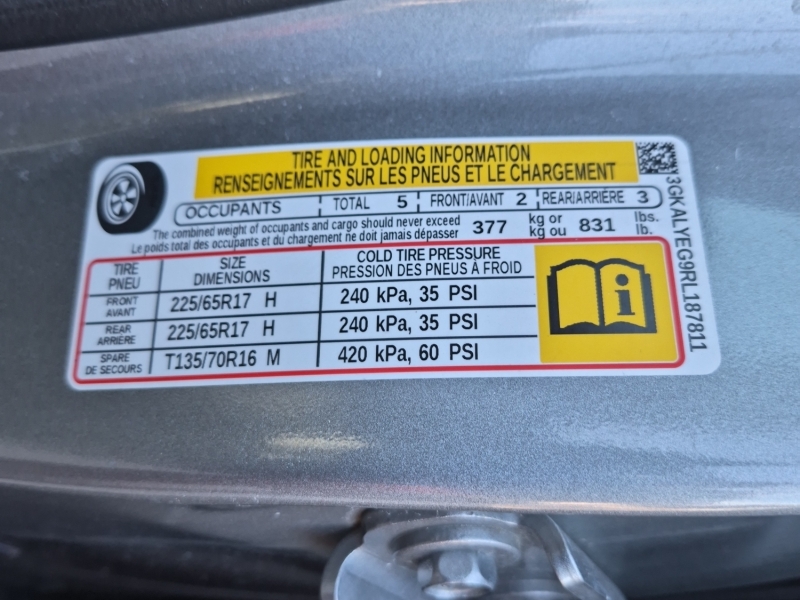 TIRE AND LOADING INFORMATION
RENSEIGNEMENTS SUR LES PNEUS ET LE CHARGEMENT
OCCUPANTS TOTAL 5 FRONT/AVANT 2 REAR/ARRIÈRE 3
The combined weight of occupants and cargo should never exceed 377 kg or 831 lbs.
Le poids total des occupants et du chargement ne doit jamais dépasser kg ou lb.
TIRE SIZE COLD TIRE PRESSURE
PNEU DIMENSIONS PRESSION DES PNEUS À FROID
FRONT
AVANT 225/65R17 H 240 kPa, 35 PSI
REAR
ARRIÈRE 225/65R17 H 240 kPa, 35 PSI
SPARE
DE SECOURS T135/70R16 M 420 kPa, 60 PSI
i
3GKALYEG9RL187811